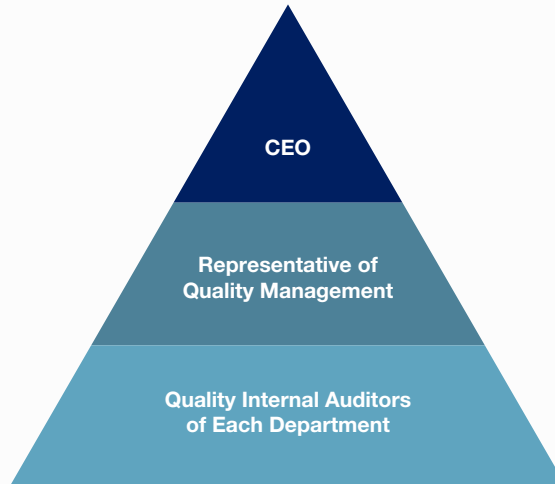 CEO
Representative of
Quality Management
Quality Internal Auditors
of Each Department